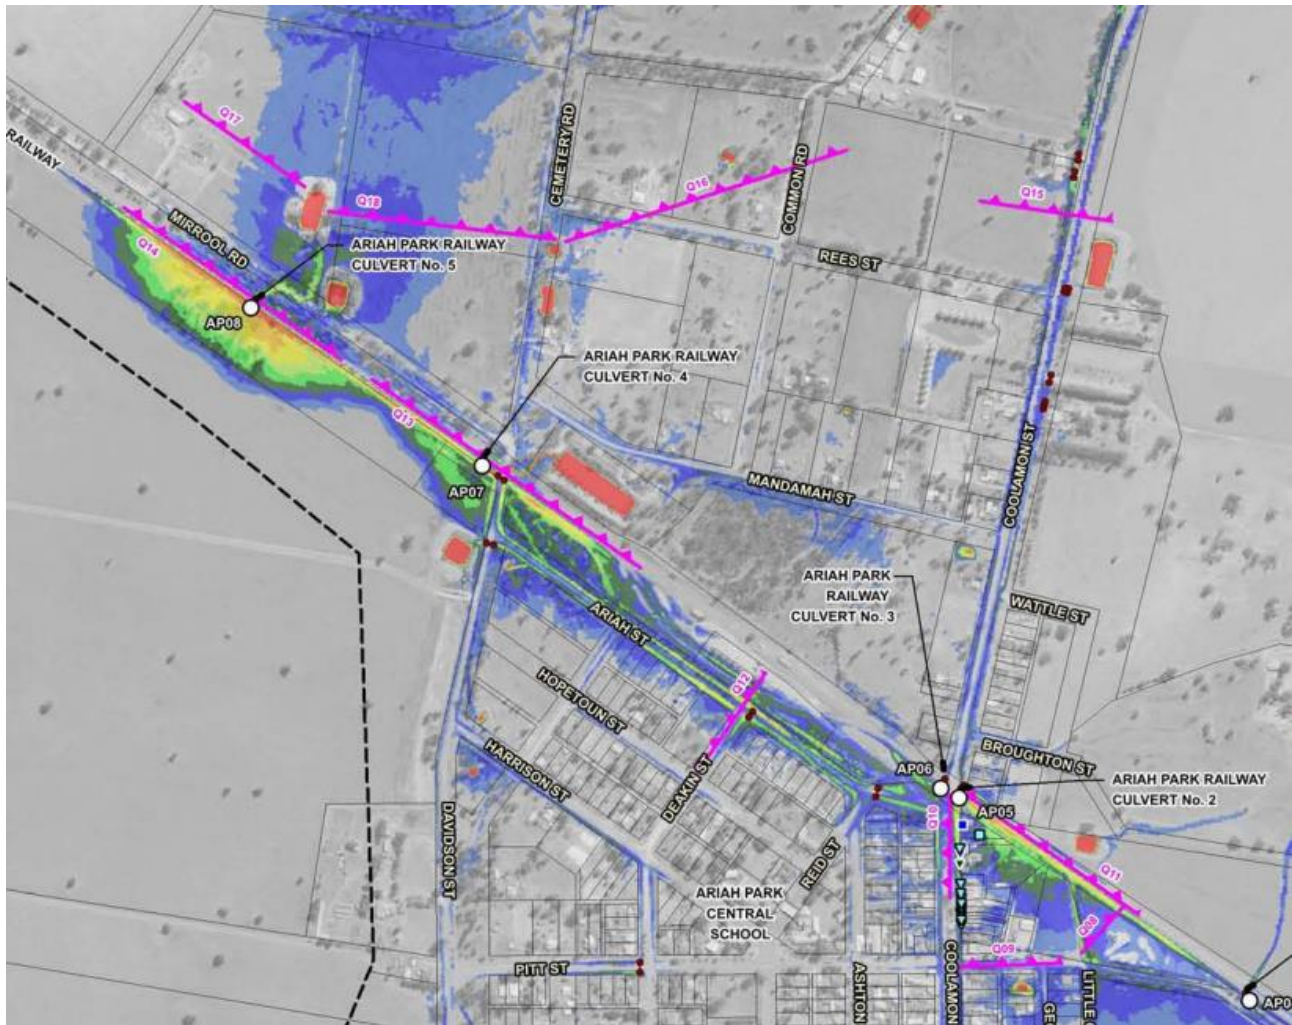 Q17
CEMETERY RD
COMMON RD
RAILWAY
Q18
Q16
Q15
MIRROOL RD
Q14
ARIAH PARK RAILWAY
CULVERT No. 5
REES ST
AP08
ARIAH PARK RAILWAY
CULVERT No. 4
Q13
AP07
MANDAMAH ST
COOLAMON ST
ARIAH PARK
RAILWAY
CULVERT No. 3
WATTLE ST
ARIAH ST
HOPETOUN ST
Q12
HARRISON ST
DEAKIN ST
BROUGHTON ST
AP06
ARIAH PARK RAILWAY
CULVERT No. 2
AP05
Q10
DAVIDSON ST
REID ST
Q11
ARIAH PARK
CENTRAL
SCHOOL
Q08
Q09
PITT ST
ASHTON
COOLAMON
LITTLE
GE
AP0